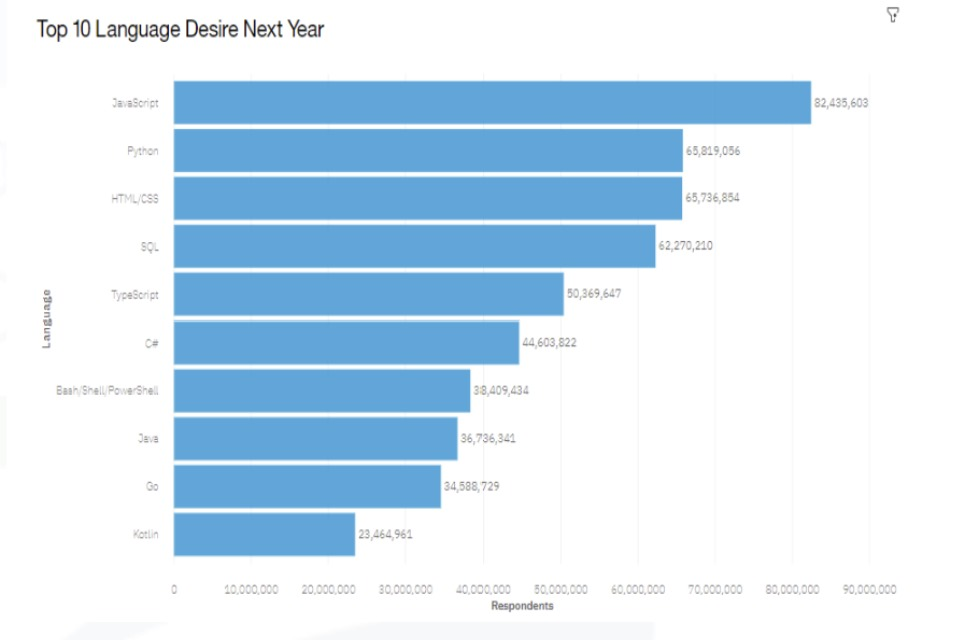 Top 10 Language Desire Next Year
JavaScript 82,435,603
Python 65,819,056
HTML/CSS 65,736,854
SQL 62,270,210
TypeScript 50,369,647
C# 44,603,822
Bash/Shell/PowerShell 38,409,434
Java 36,736,341
Go 34,588,729
Kotlin 23,464,961
Language
0 10,000,000 20,000,000 30,000,000 40,000,000 50,000,000 60,000,000 70,000,000 80,000,000 90,000,000
Respondents